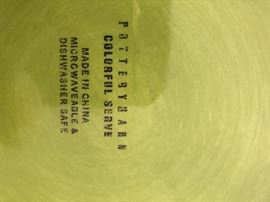 POTTERYBARN
COLORFUL SERVE
MADE IN CHINA
MICROWAVEABLE &
DISHWASHER SAFE